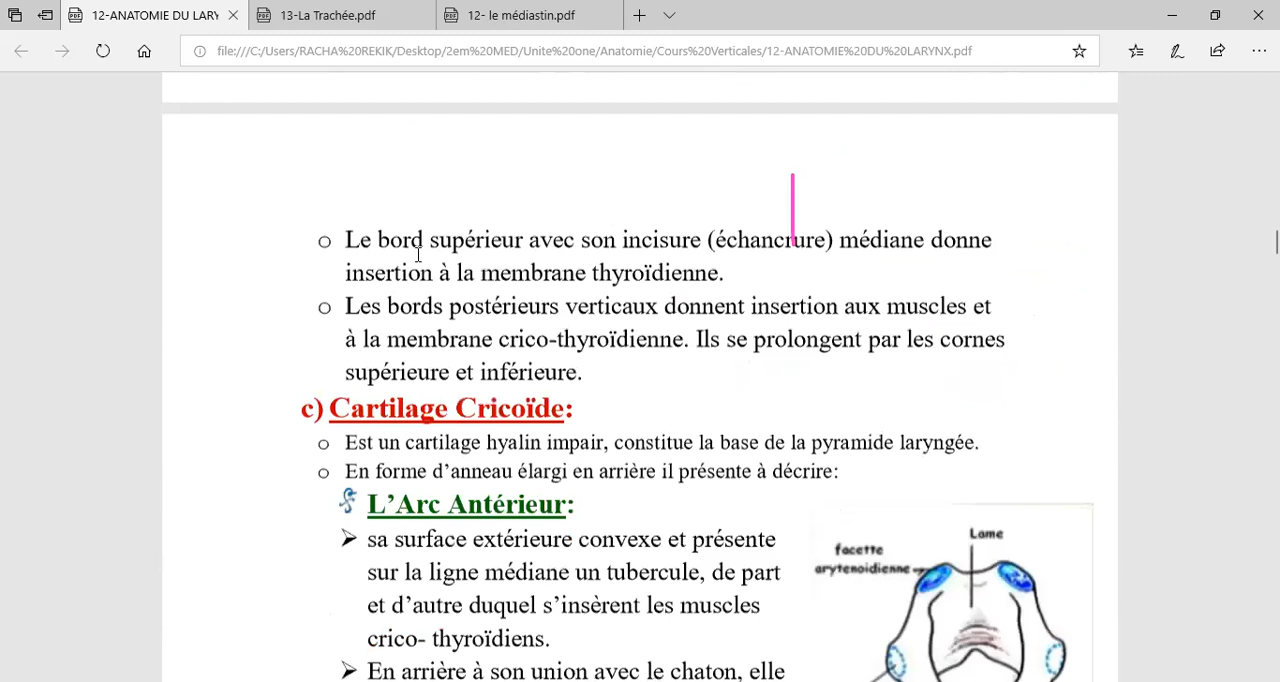 12-ANATOMIE DU LARY
13-La Trachée.pdf
12- le médiastin.pdf
file:///C:/Users/RACHA%20REKIK/Desktop/2em%20MED/Unite%20one/Anatomie/Cours%20Verticales/12-ANATOMIE%20DU%20LARYNX.pdf
o Le bord supérieur avec son incisure (échancrure) médiane donne
insertion à la membrane thyroïdienne.
o Les bords postérieurs verticaux donnent insertion aux muscles et
à la membrane crico-thyroïdienne. Ils se prolongent par les cornes
supérieure et inférieure.
c) Cartilage Cricoïde:
o Est un cartilage hyalin impair, constitue la base de la pyramide laryngée.
o En forme d’anneau élargi en arrière il présente à décrire:
L’Arc Antérieur:
➢ sa surface extérieure convexe et présente
sur la ligne médiane un tubercule, de part
et d’autre duquel s’insèrent les muscles
crico- thyroïdiens.
➢ En arrière à son union avec le chaton, elle
Lame
facette
arytenoidienne